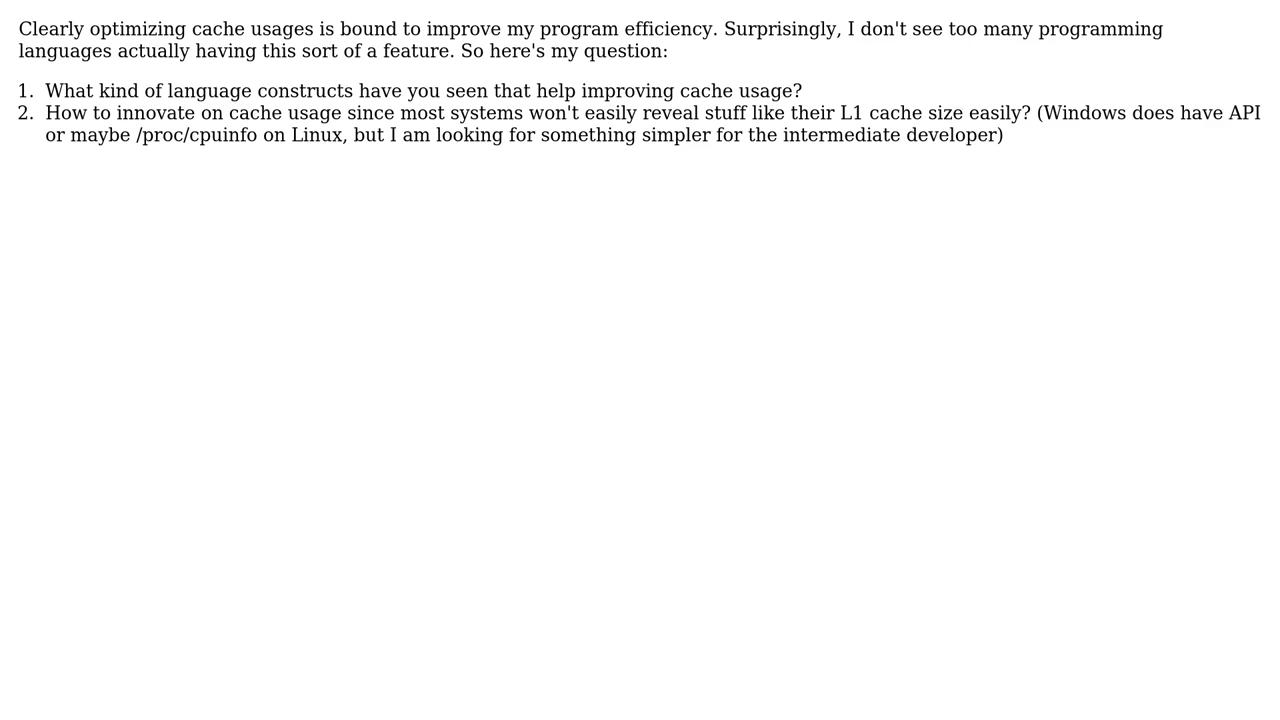 Clearly optimizing cache usages is bound to improve my program efficiency. Surprisingly, I don't see too many programming
languages actually having this sort of a feature. So here's my question:
1. What kind of language constructs have you seen that help improving cache usage?
2. How to innovate on cache usage since most systems won't easily reveal stuff like their L1 cache size easily? (Windows does have API
or maybe /proc/cpuinfo on Linux, but I am looking for something simpler for the intermediate developer)